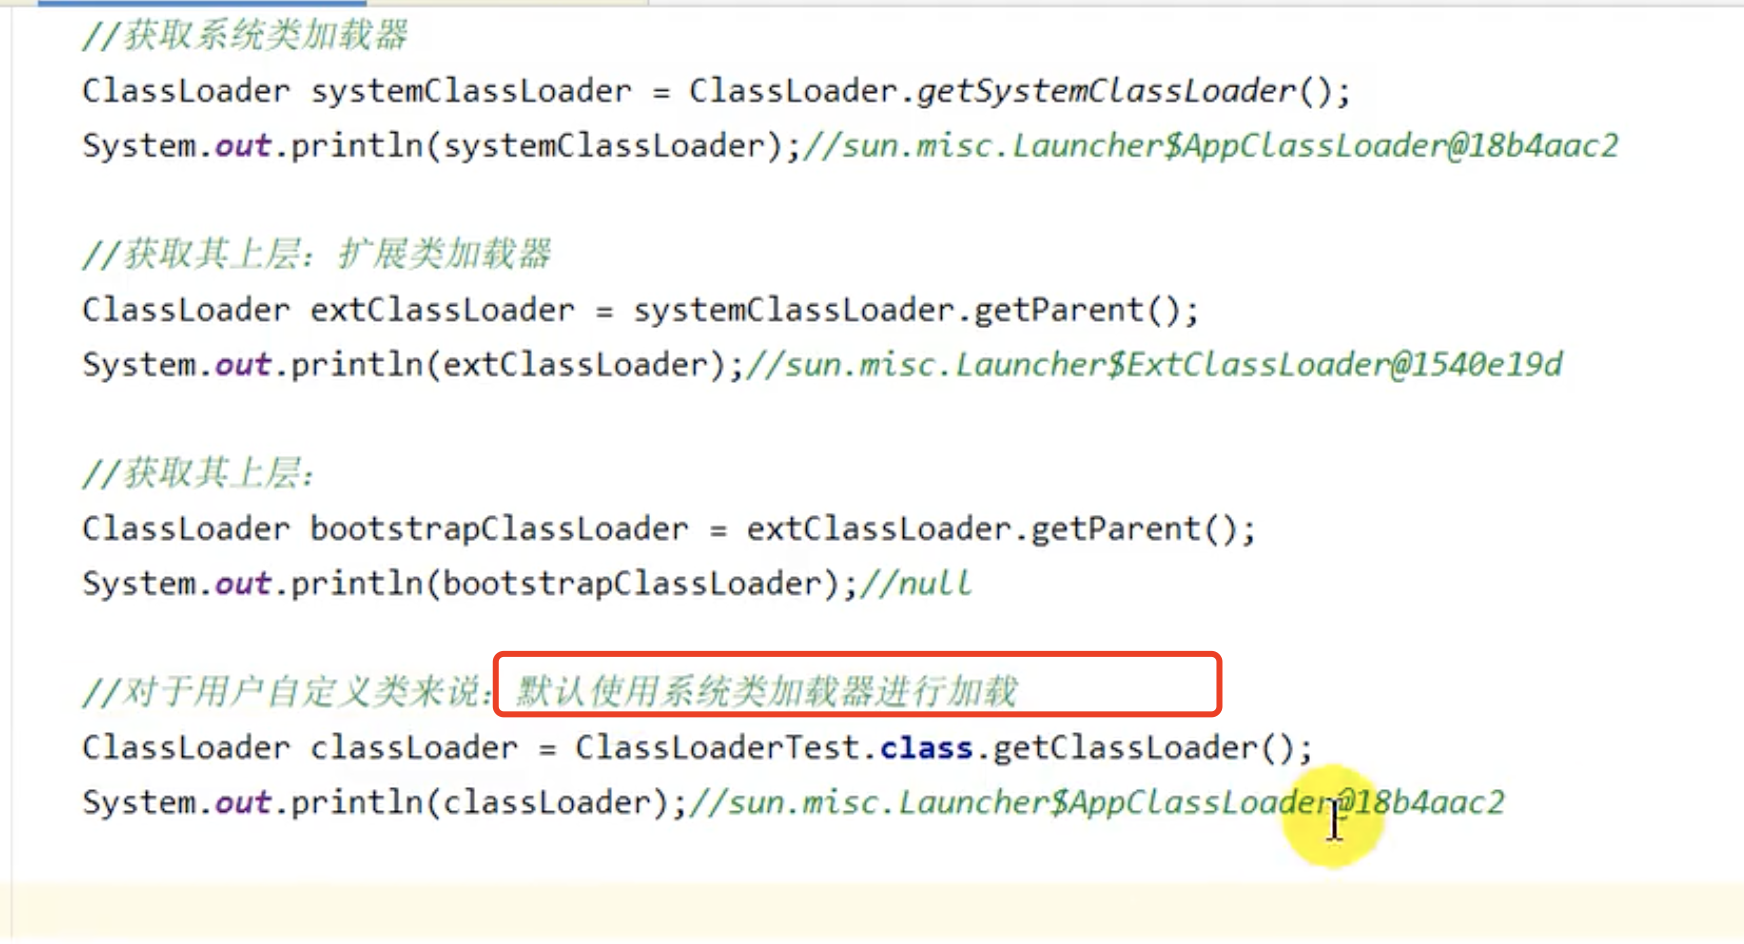 //获取系统类加载器
ClassLoader systemClassLoader = ClassLoader.getSystemClassLoader();
System.out.println(systemClassLoader);//sun.misc.Launcher$AppClassLoader@18b4aac2
//获取其上层：扩展类加载器
ClassLoader extClassLoader = systemClassLoader.getParent();
System.out.println(extClassLoader);//sun.misc.Launcher$ExtClassLoader@1540e19d
//获取其上层：
ClassLoader bootstrapClassLoader = extClassLoader.getParent();
System.out.println(bootstrapClassLoader);//null
//对于用户自定义类来说：默认使用系统类加载器进行加载
ClassLoader classLoader = ClassLoaderTest.class.getClassLoader();
System.out.println(classLoader);//sun.misc.Launcher$AppClassLoader@18b4aac2